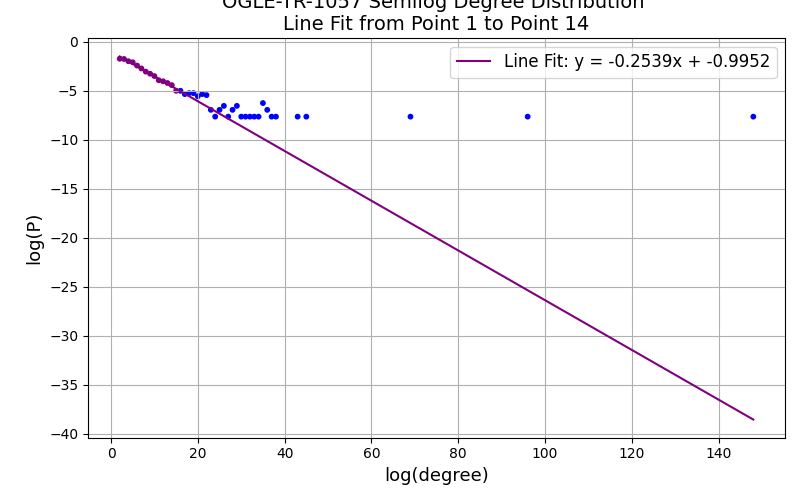 OGLE-TR-1057 Semilog Degree Distribution
Line Fit from Point 1 to Point 14
Line Fit: y = -0.2539x + -0.9952
0
−5
−10
−15
−20
−25
−30
−35
−40
log(P)
0 20 40 60 80 100 120 140
log(degree)